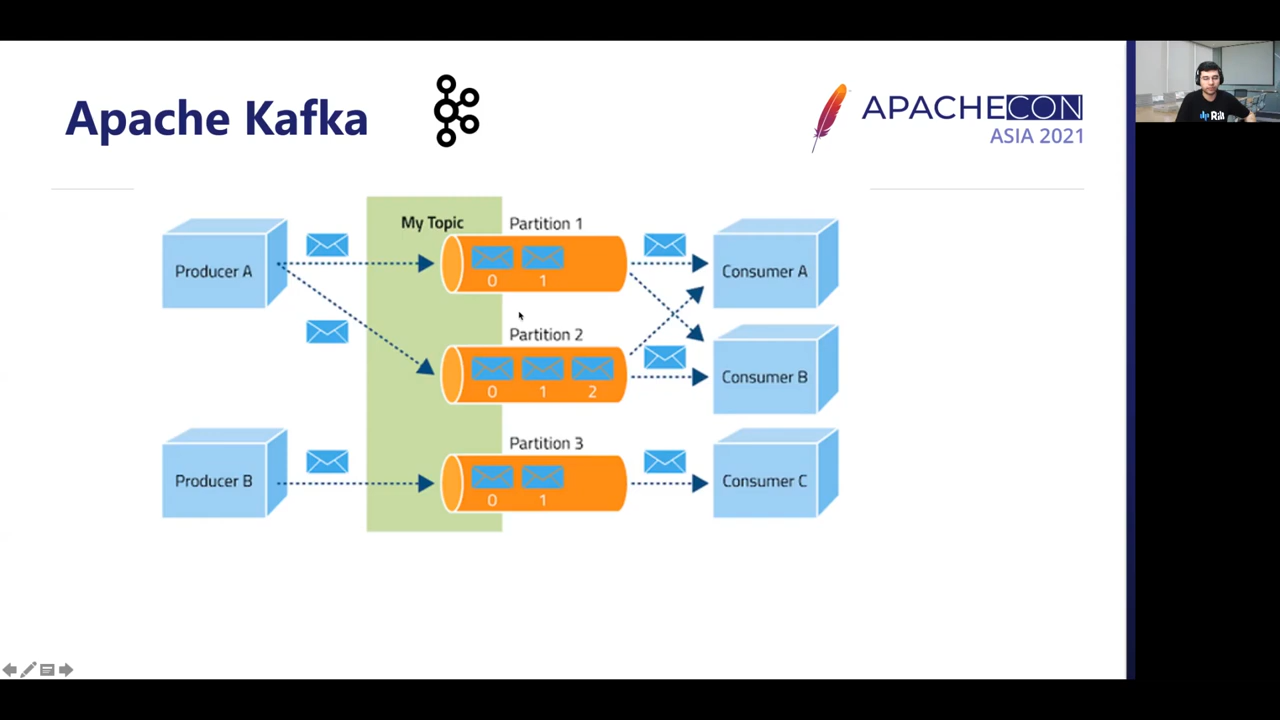 Apache Kafka
APACHECON
ASIA 2021
Rill
My Topic
Partition 1
Producer A
0 1
Consumer A
Partition 2
0 1 2
Consumer B
Partition 3
Producer B
0 1
Consumer C